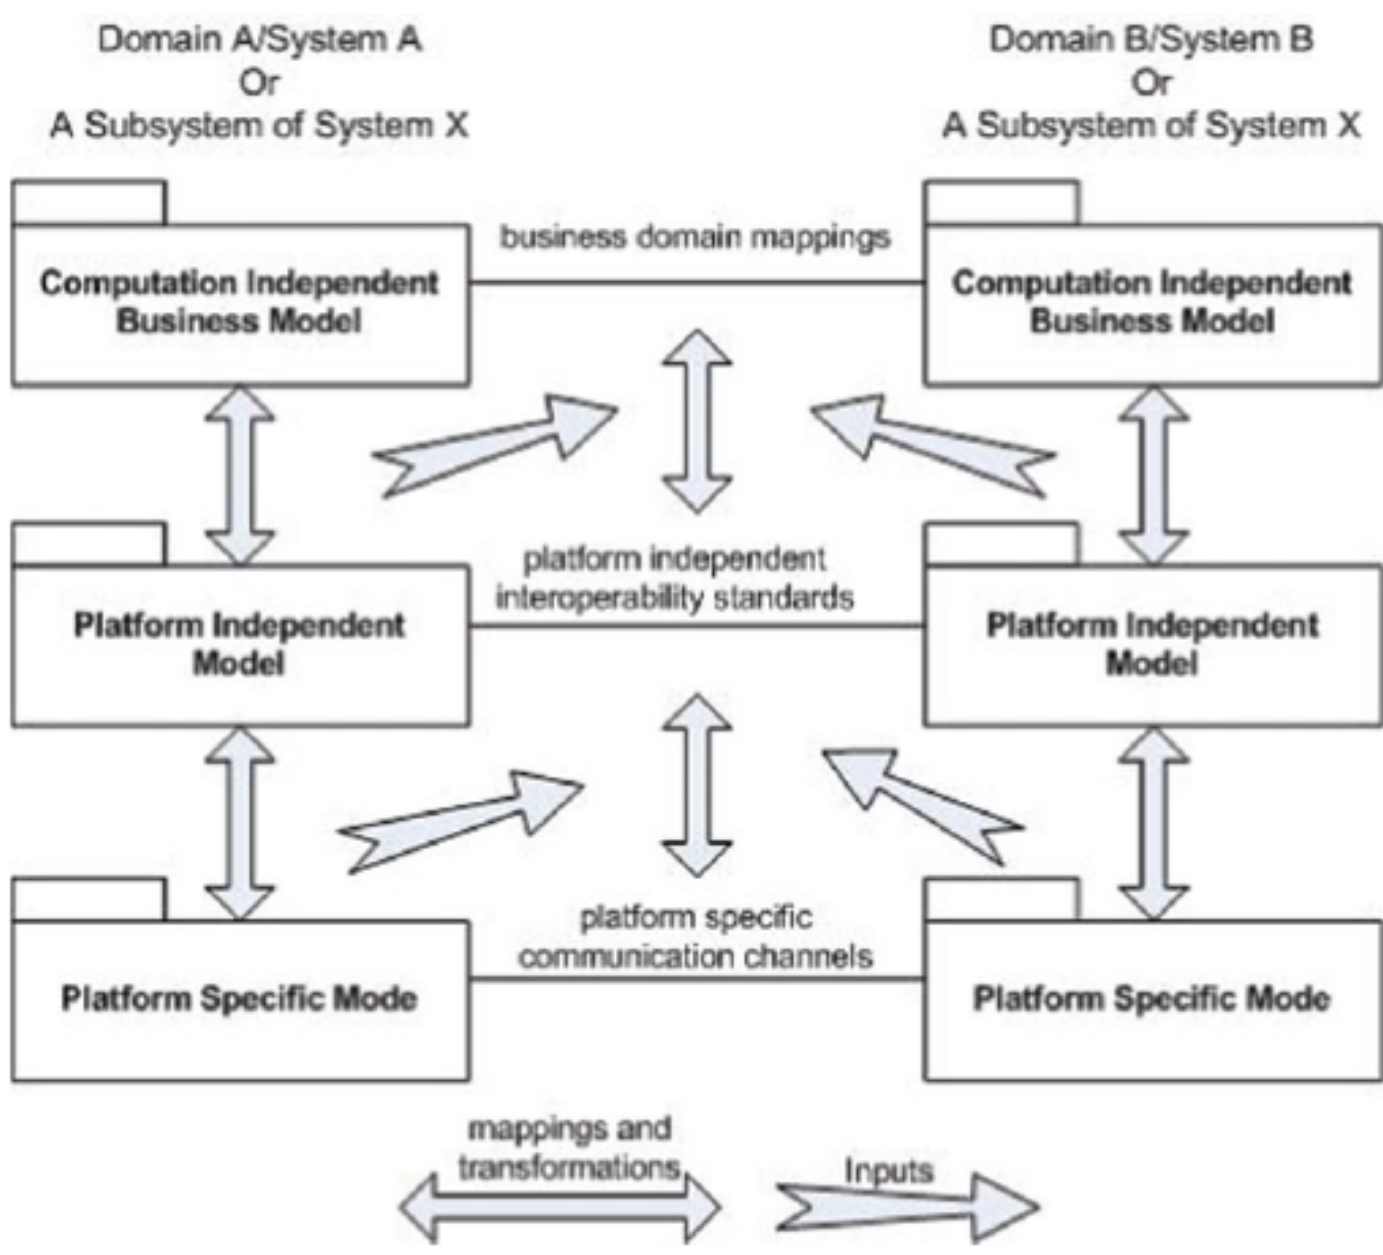 Domain A/System A
Or
A Subsystem of System X
Domain B/System B
Or
A Subsystem of System X
Computation Independent
Business Model
business domain mappings
Computation Independent
Business Model
Platform Independent
Model
platform independent
interoperability standards
Platform Independent
Model
Platform Specific Mode
platform specific
communication channels
Platform Specific Mode
mappings and
transformations
Inputs